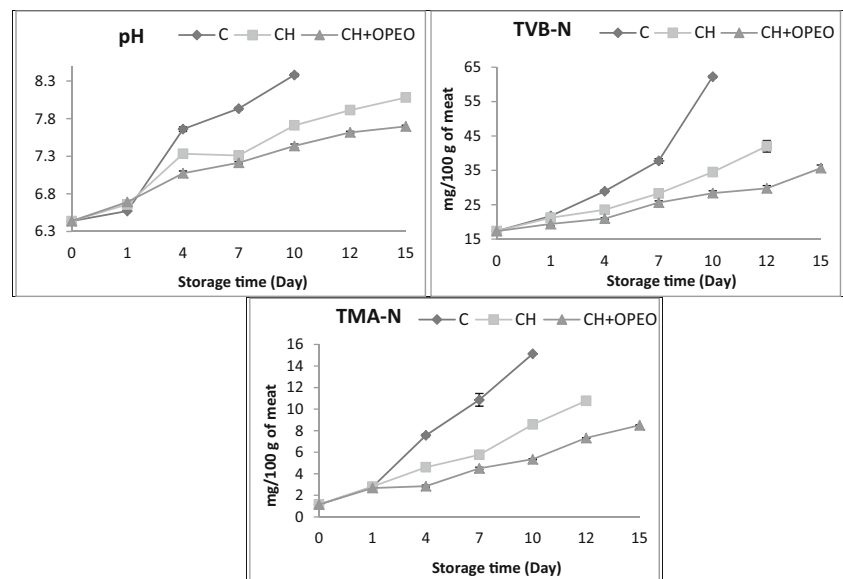 pH
C CH CH+OPEO
8.3
7.8
7.3
6.8
6.3
0 1 4 7 10 12 15
Storage time (Day)
TVB-N
C CH CH+OPEO
mg/100 g of meat
65
55
45
35
25
15
0 1 4 7 10 12 15
Storage time (Day)
TMA-N
C CH CH+OPEO
mg/100 g of meat
16
14
12
10
8
6
4
2
0
0 1 4 7 10 12 15
Storage time (Day)